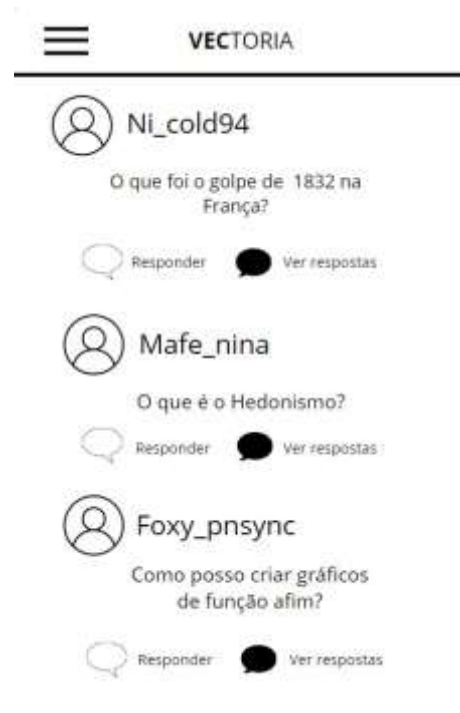 VECTORIA
Ni_cold94
O que foi o golpe de 1832 na
França?
Responder Ver respostas
Mafe_nina
O que é o Hedonismo?
Responder Ver respostas
Foxy_pnsync
Como posso criar gráficos
de função afim?
Responder Ver respostas